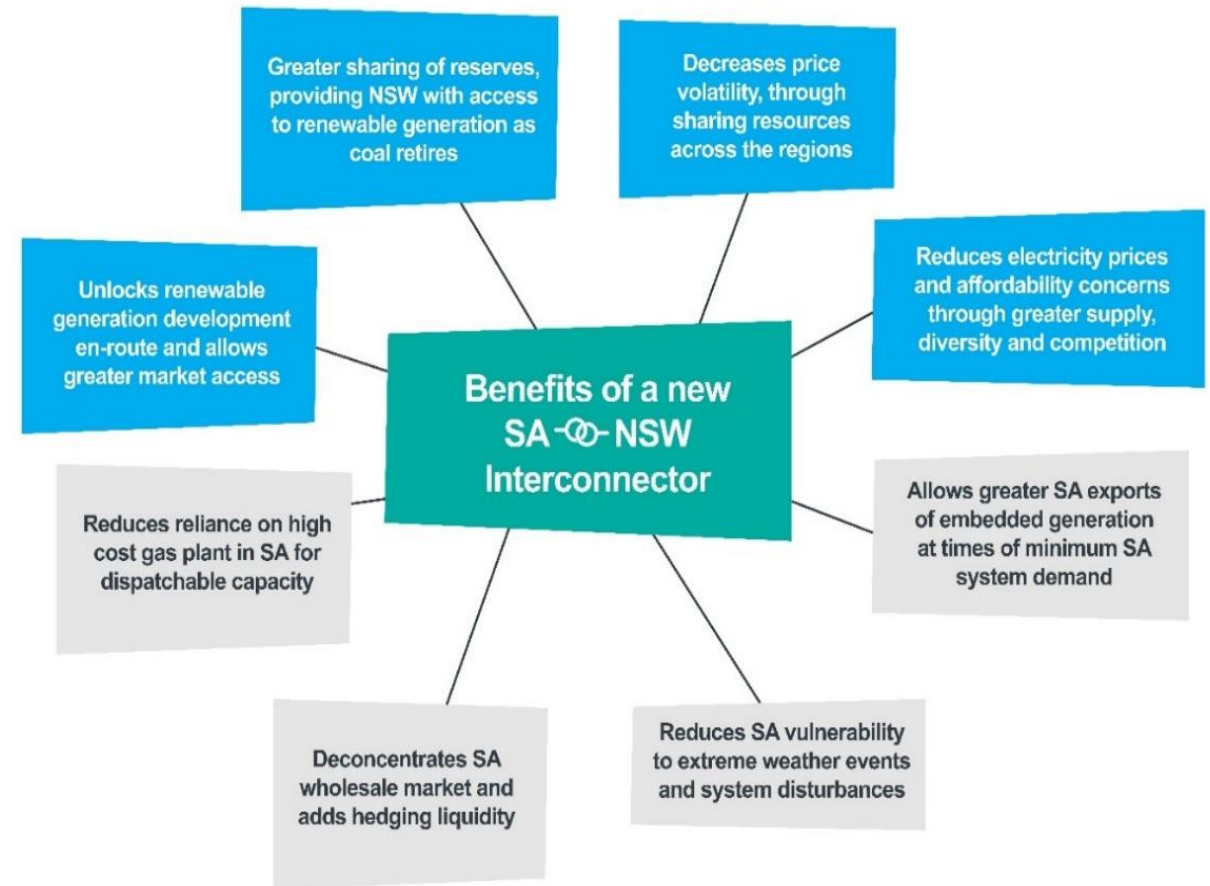 Greater sharing of reserves,
providing NSW with access
to renewable generation as
coal retires
Decreases price
volatility, through
sharing resources
across the regions
Unlocks renewable
generation development
en-route and allows
greater market access
Reduces electricity prices
and affordability concerns
through greater supply,
diversity and competition
Benefits of a new
SA NSW
Interconnector
Reduces reliance on high
cost gas plant in SA for
dispatchable capacity
Allows greater SA exports
of embedded generation
at times of minimum SA
system demand
Deconcentrates SA
wholesale market and
adds hedging liquidity
Reduces SA vulnerability
to extreme weather events
and system disturbances